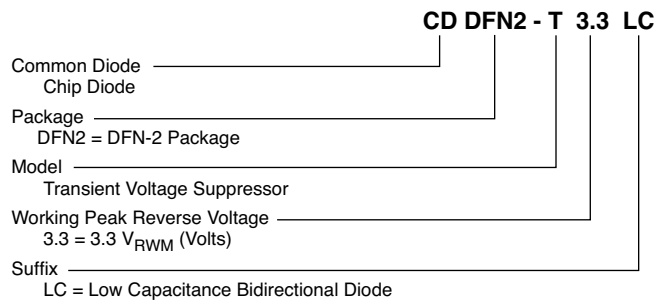 CD DFN2 - T 3.3 LC
Common Diode
Chip Diode
Package
DFN2 = DFN-2 Package
Model
Transient Voltage Suppressor
Working Peak Reverse Voltage
3.3 = 3.3 VRWM (Volts)
Suffix
LC = Low Capacitance Bidirectional Diode